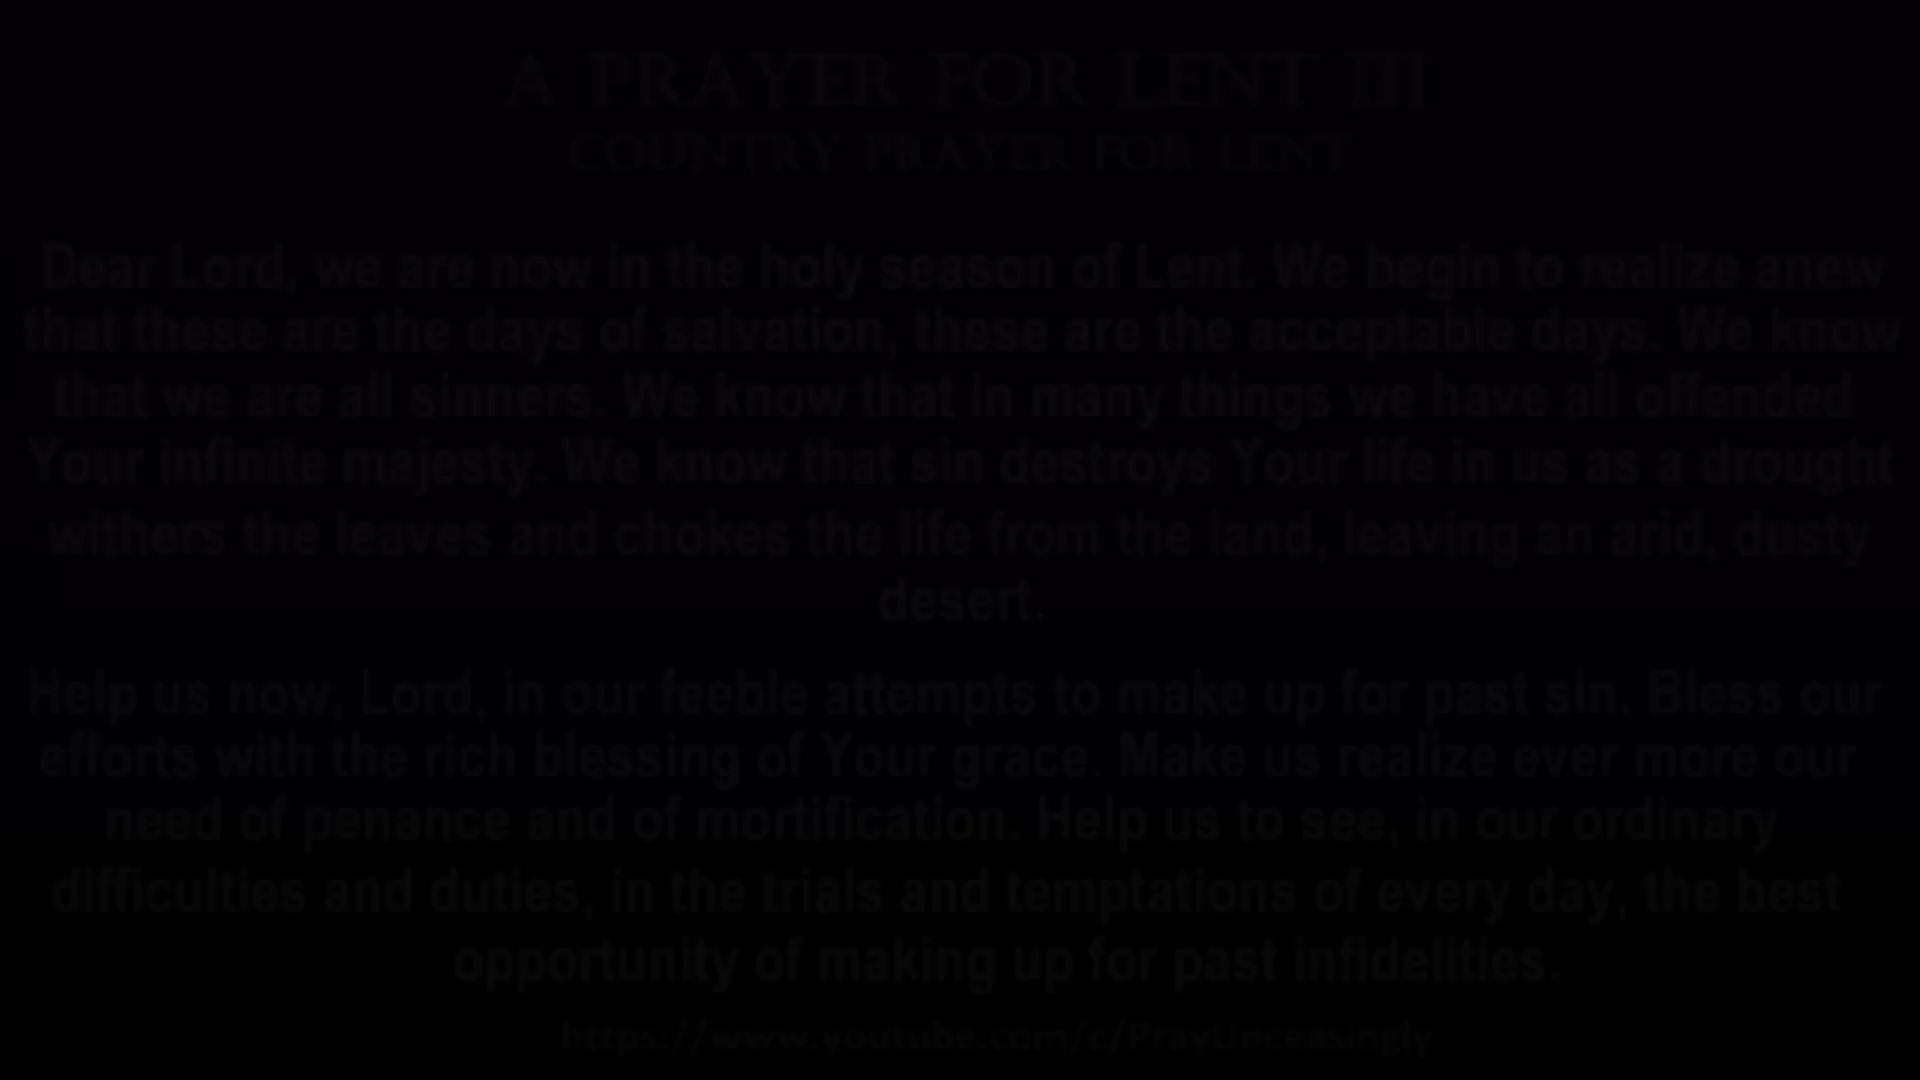 A PRAYER FOR LENT III
COUNTRY PRAYER FOR LENT
Dear Lord, we are now in the holy season of Lent. We begin to realize anew
that these are the days of salvation, these are the acceptable days. We know
that we are all sinners. We know that in many things we have all offended
Your infinite majesty. We know that sin destroys Your life in us as a drought
withers the leaves and chokes the life from the land, leaving an arid, dusty
desert.
Help us now, Lord, in our feeble attempts to make up for past sin. Bless our
efforts with the rich blessing of Your grace. Make us realize ever more our
need of penance and of mortification. Help us to see, in our ordinary
difficulties and duties, in the trials and temptations of every day, the best
opportunity of making up for past infidelities.
https://www.youtube.com/c/PrayUnceasingly